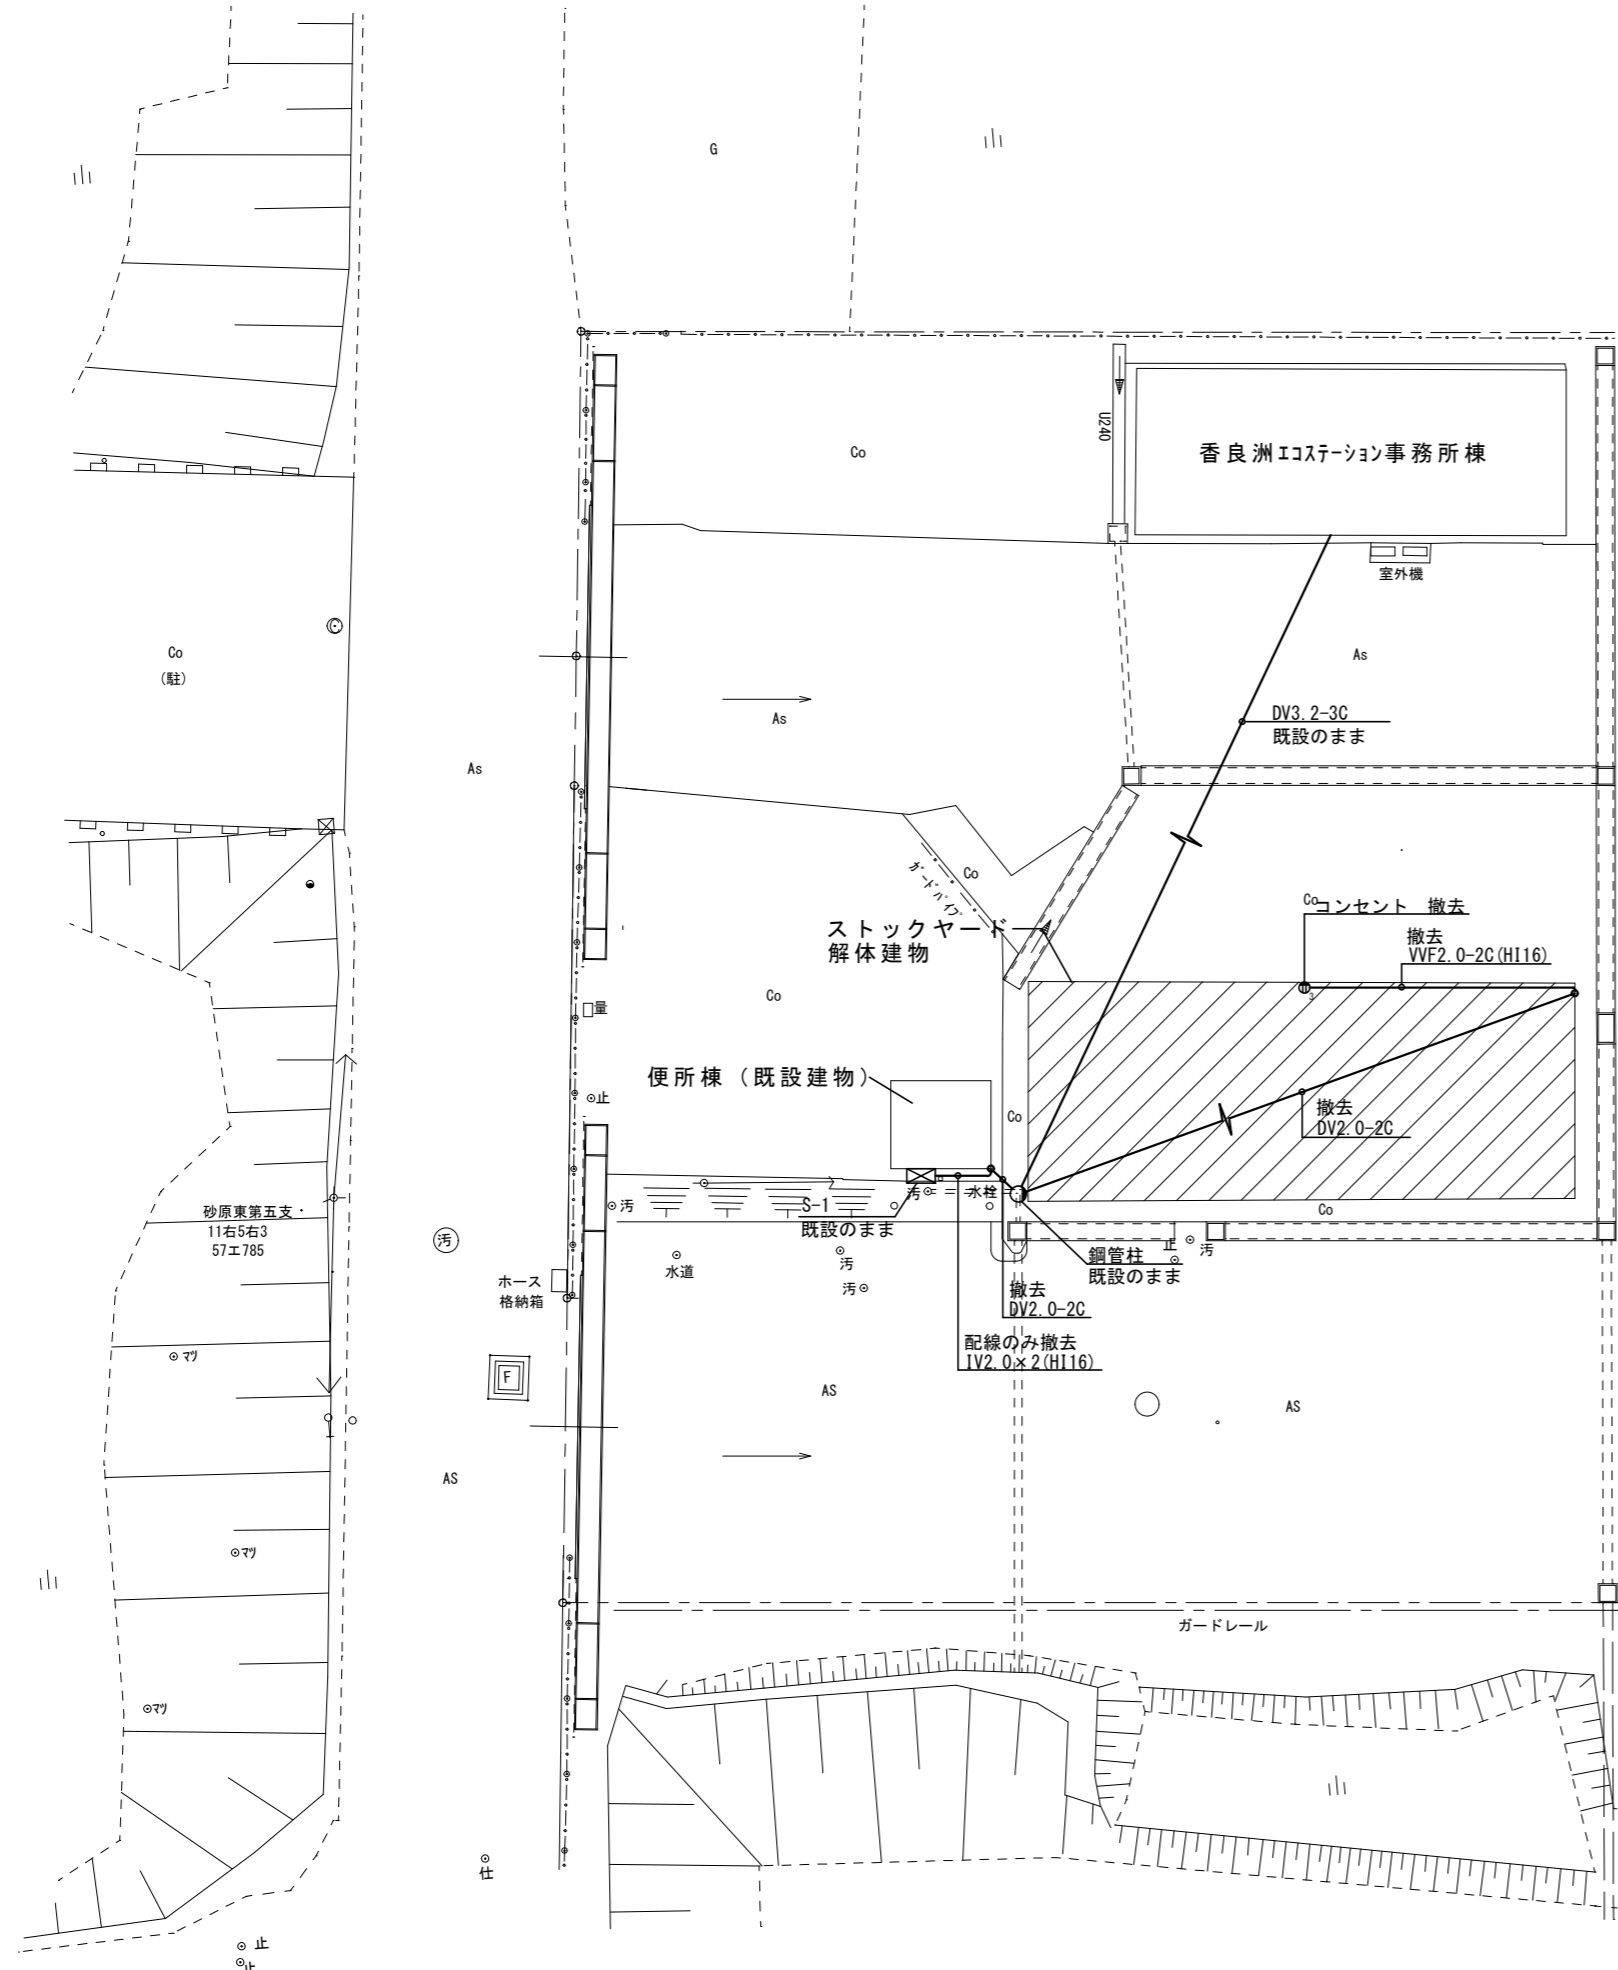 G
U240
Co
香良洲エコステーション事務所棟
室外機
Co
(駐)
As
As
As
DV3.2-3C
既設のまま
ガードパイプ
Co
ストックヤード
解体建物
Co
コンセント 撤去
撤去
VVF2.0-2C(HI16)
3
Co
量
便所棟（既設建物）
止
Co
撤去
DV2.0-2C
汚
汚
水栓
S-1
既設のまま
Co
砂原東第五支・
11右5右3
57エ785
汚
汚
水道
汚
止
汚
鋼管柱
既設のまま
ホース
格納箱
撤去
DV2.0-2C
配線のみ撤去
IV2.0×2(HI16)
マツ
F
AS
AS
AS
マツ
ガードレール
マツ
仕
止
止